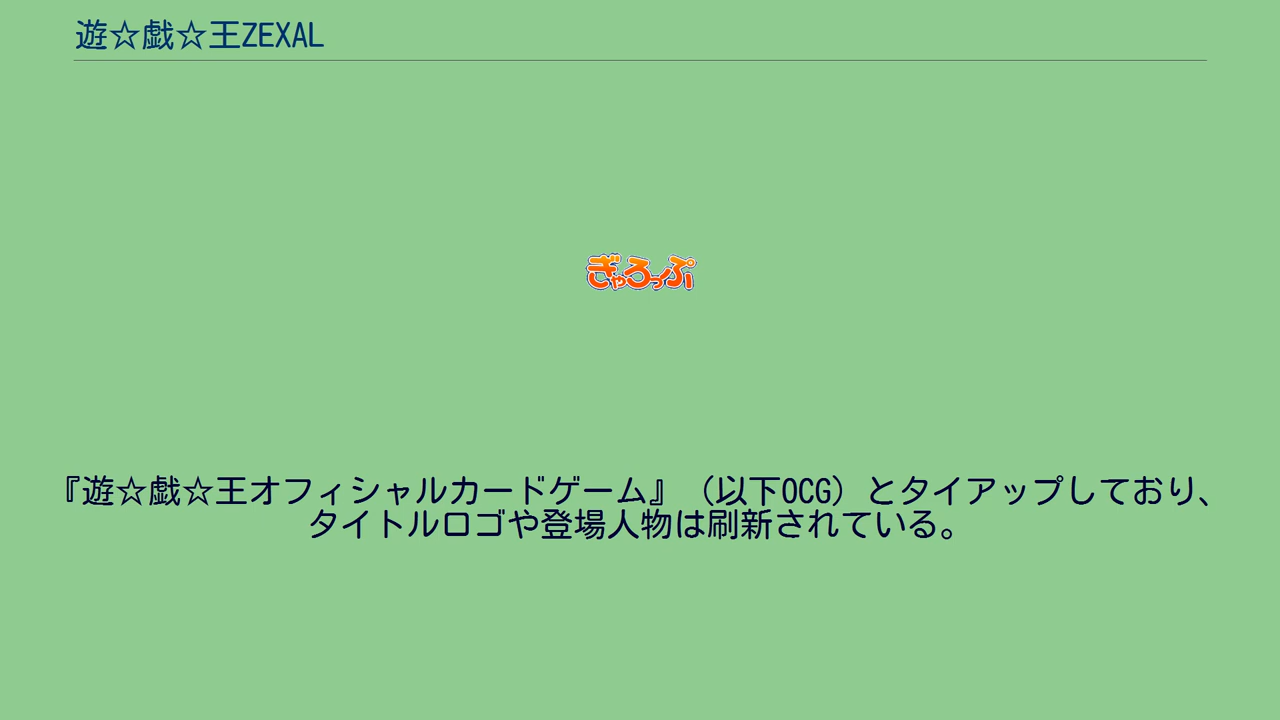 遊☆戯☆王ZEXAL
ぎゃろっぷ
『遊☆戯☆王オフィシャルカードゲーム』（以下OCG）とタイアップしており、
タイトルロゴや登場人物は刷新されている。